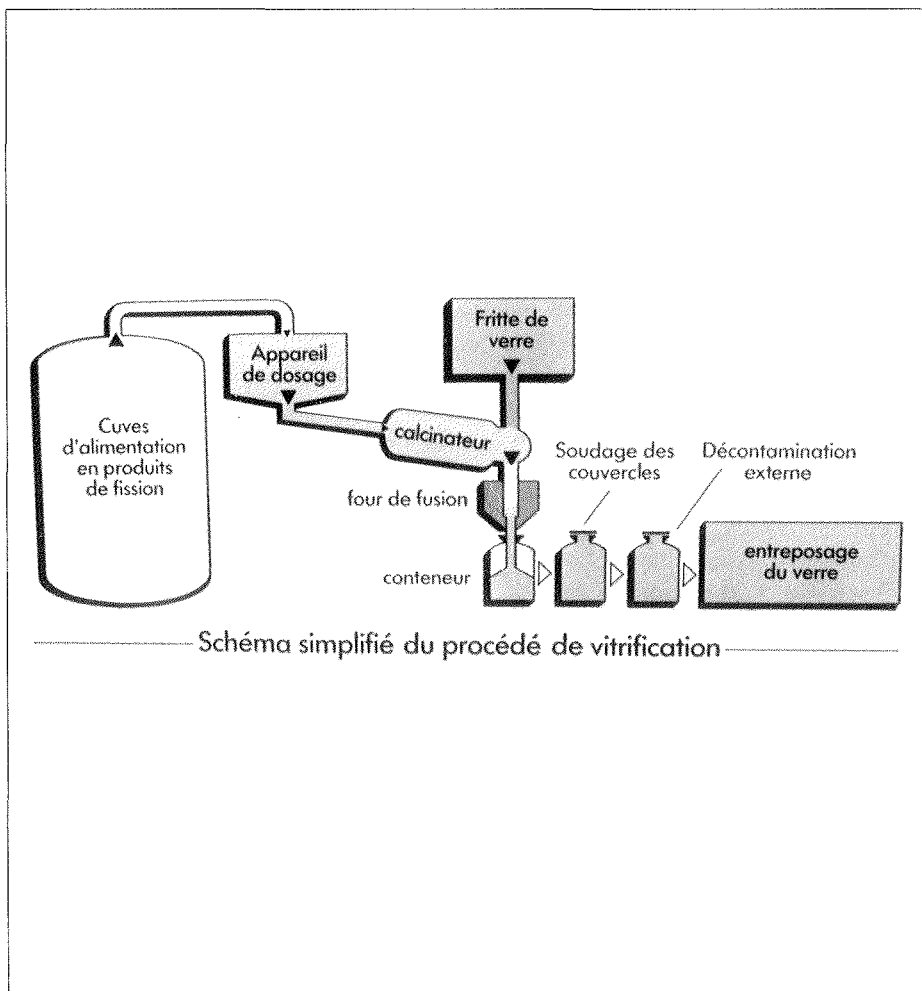 Cuves
d'alimentation
en produits
de fission
Appareil
de dosage
Fritte de
verre
calcinateur
four de fusion
conteneur
Soudage des
couvercles
Décontamination
externe
entreposage
du verre
Schéma simplifié du procédé de vitrification